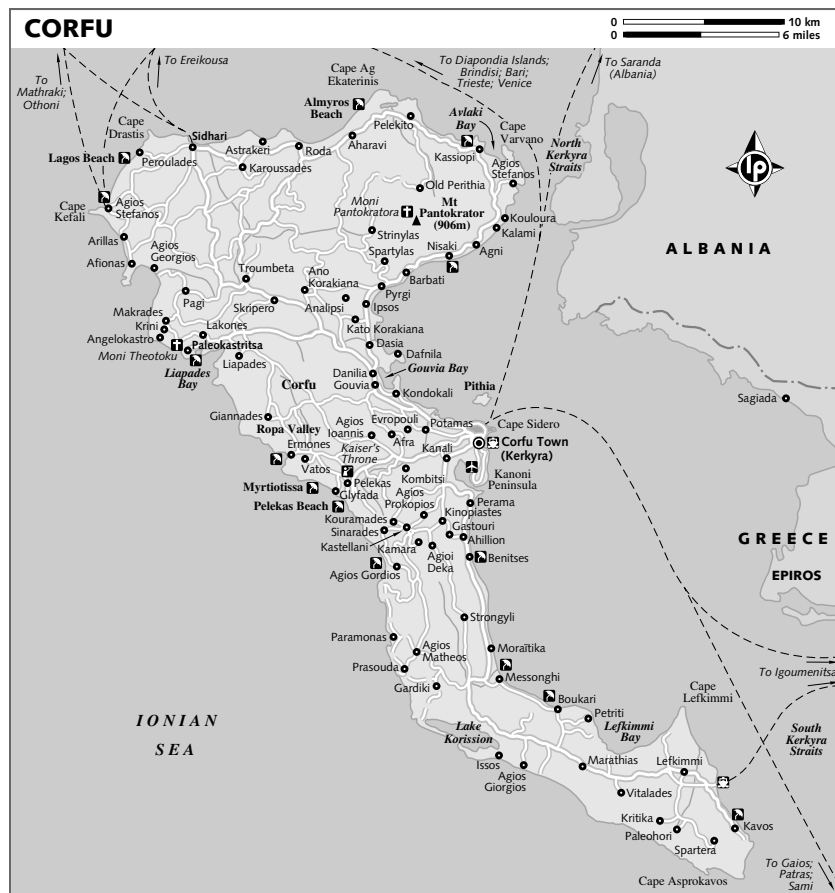 CORFU
0 10 km
0 6 miles
To
Mathraki;
Othoni
To Ereikousa
To Diapondia Islands;
Brindisi; Bari;
Trieste; Venice
To Saranda
(Albania)
Cape Ag
Ekaterinis
Almyros
Beach
Cape
Drastis
Sidhari
Pelekito
Avlaki
Bay
Cape
Varvano
North
Kerkyra
Straits
lp
Lagos Beach
Peroulades
Astrakeri
Roda
Aharavi
Karoussades
Kassiopi
Agios
Stefanos
Old Perithia
Moni
Pantokratora
Mt
Pantokrator
(906m)
Cape
Kefali
Agios
Stefanos
Kouloura
Kalami
Strinylas
Arillas
Agios
Georgios
Afionas
Spartylas
Nisaki
Agni
ALBANIA
Troumbeta
Ano
Korakiana
Barbati
Pyrgi
Pagi
Skripero
Analipsi
Ipsos
Makrades
Krini
Angelokastro
Lakones
Kato Korakiana
Moni Theotoku
Paleokastritsa
Dasia
Dafnila
Liapades
Bay
Liapades
Gouvia Bay
Danilia
Gouvia
Corfu
Kondokali
Pithia
Sagiada
Giannades
Ropa Valley
Agios
Ioannis
Evropouli
Potamas
Cape Sidero
Afra
Corfu Town
(Kerkyra)
Ermones
Vatos
Kaiser's
Throne
Kanali
Kanoni
Peninsula
Kombitsi
Myrtiotissa
Pelekas
Glyfada
Agios
Prokopios
Pelekas Beach
Perama
Kinopiastes
Kouramades
Sinarades
Gastouri
Ahillion
Kastellani
Kamara
Agioi
Deka
Benitses
Agios Gordios
GREECE
EPIROS
Strongyli
Paramonas
Agios
Matheos
Moraïtika
Prasouda
Messonghi
Gardiki
To Igoumenitsa
Boukari
Petriti
Cape
Lefkimmi
IONIAN
SEA
Lake
Korission
Lefkimmi
Bay
South
Kerkyra
Straits
Issos
Agios
Giorgios
Marathias
Lefkimmi
Vitalades
Kritika
Paleohori
Kavos
Spartera
To Gaios;
Patras;
Sami
Cape Asprokavos